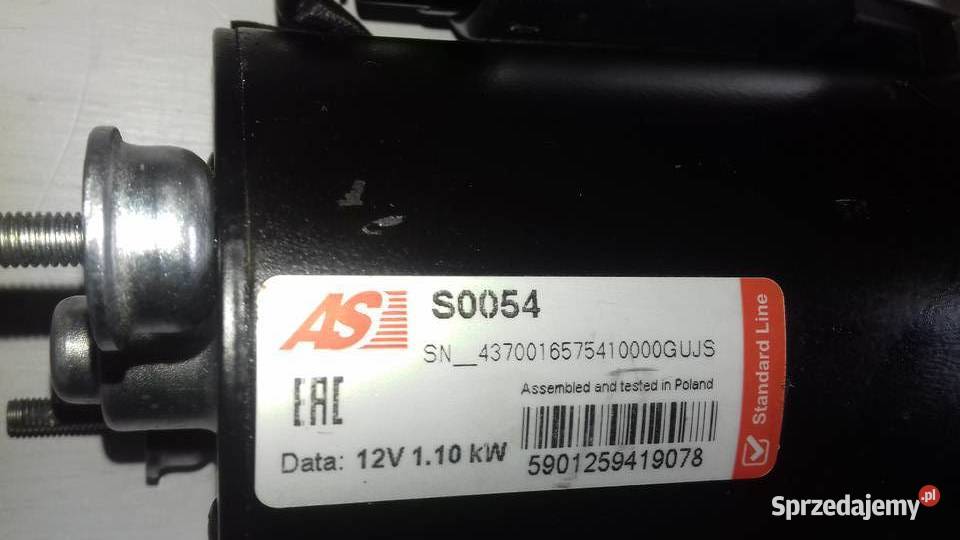 AS
S0054
SN__4370016575410000GUJS
Assembled and tested in Poland
EAC
Data: 12V 1.10 kW
5901259419078
Standard Line
Sprzedajemy.pl